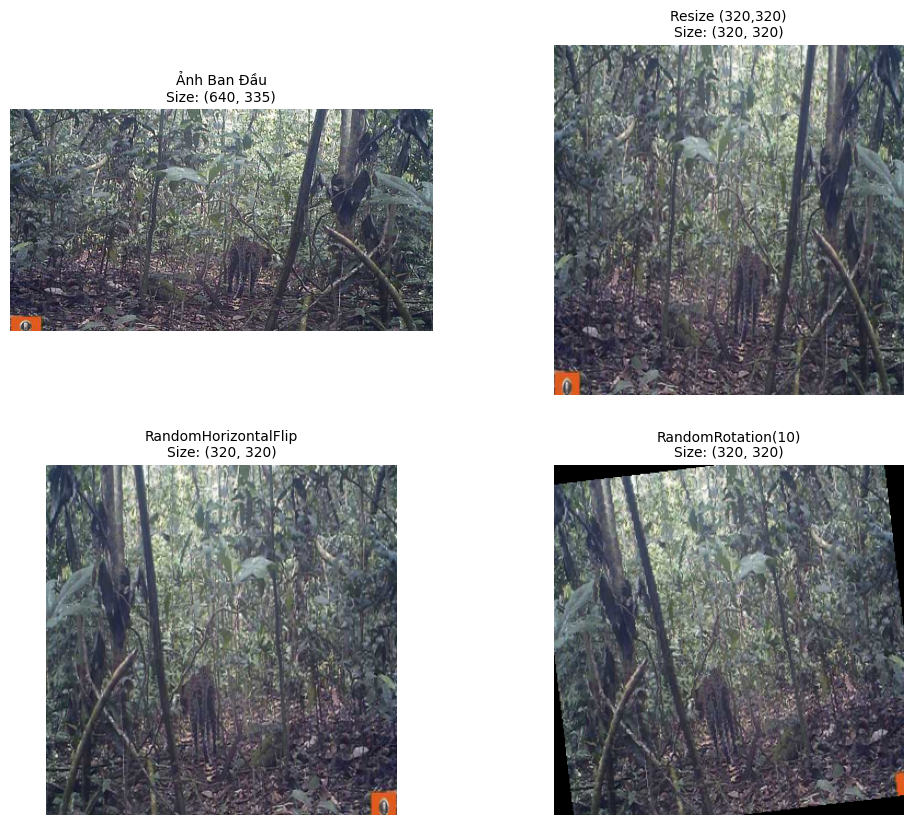 Ảnh Ban Đầu
Size: (640, 335)
Resize (320,320)
Size: (320, 320)
RandomHorizontalFlip
Size: (320, 320)
RandomRotation(10)
Size: (320, 320)